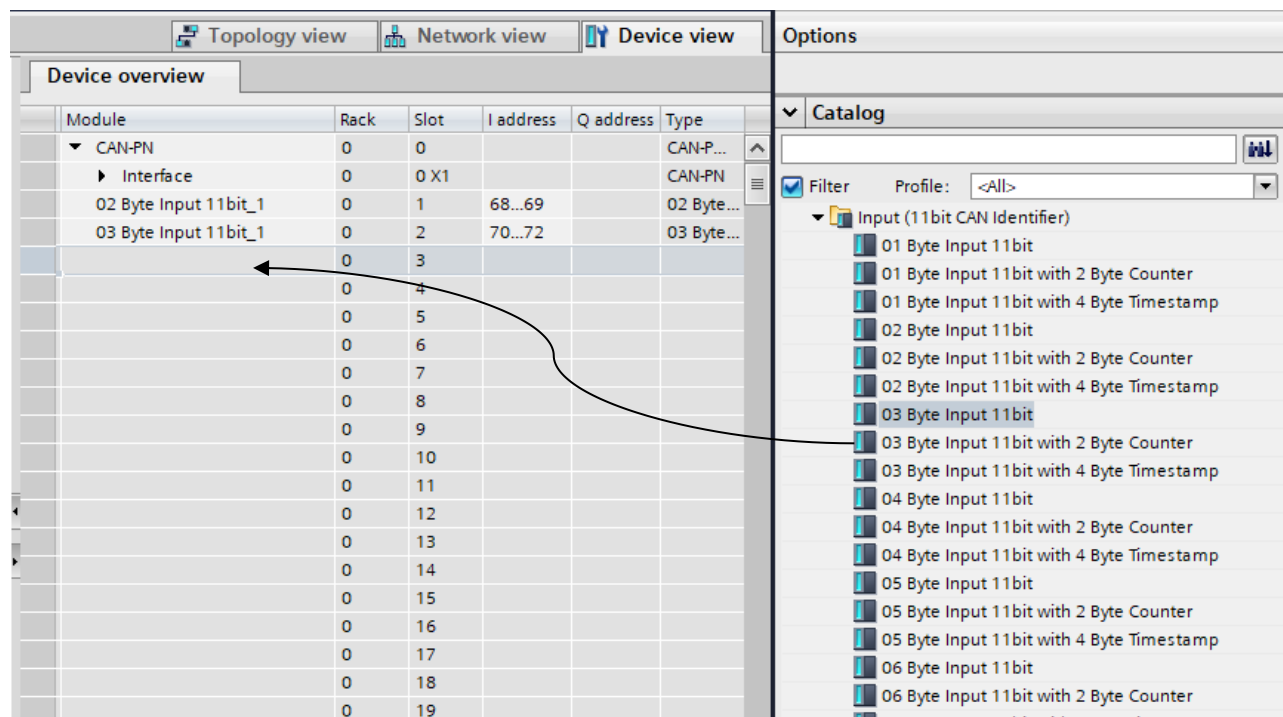 Topology view Network view Device view Options
Device overview
Module Rack Slot I address Q address Type
Catalog
CAN-PN 0 0 CAN-P...
Interface 0 0 X1 CAN-PN
Filter Profile: <All>
02 Byte Input 11bit_1 0 1 68...69 02 Byte...
Input (11bit CAN Identifier)
03 Byte Input 11bit_1 0 2 70...72 03 Byte...
01 Byte Input 11bit
0 3
01 Byte Input 11bit with 2 Byte Counter
0 4
01 Byte Input 11bit with 4 Byte Timestamp
0 5
02 Byte Input 11bit
0 6
02 Byte Input 11bit with 2 Byte Counter
0 7
02 Byte Input 11bit with 4 Byte Timestamp
0 8
03 Byte Input 11bit
0 9
03 Byte Input 11bit with 2 Byte Counter
0 10
03 Byte Input 11bit with 4 Byte Timestamp
0 11
04 Byte Input 11bit
0 12
04 Byte Input 11bit with 2 Byte Counter
0 13
04 Byte Input 11bit with 4 Byte Timestamp
0 14
05 Byte Input 11bit
0 15
05 Byte Input 11bit with 2 Byte Counter
0 16
05 Byte Input 11bit with 4 Byte Timestamp
0 17
06 Byte Input 11bit
0 18
06 Byte Input 11bit with 2 Byte Counter
0 19